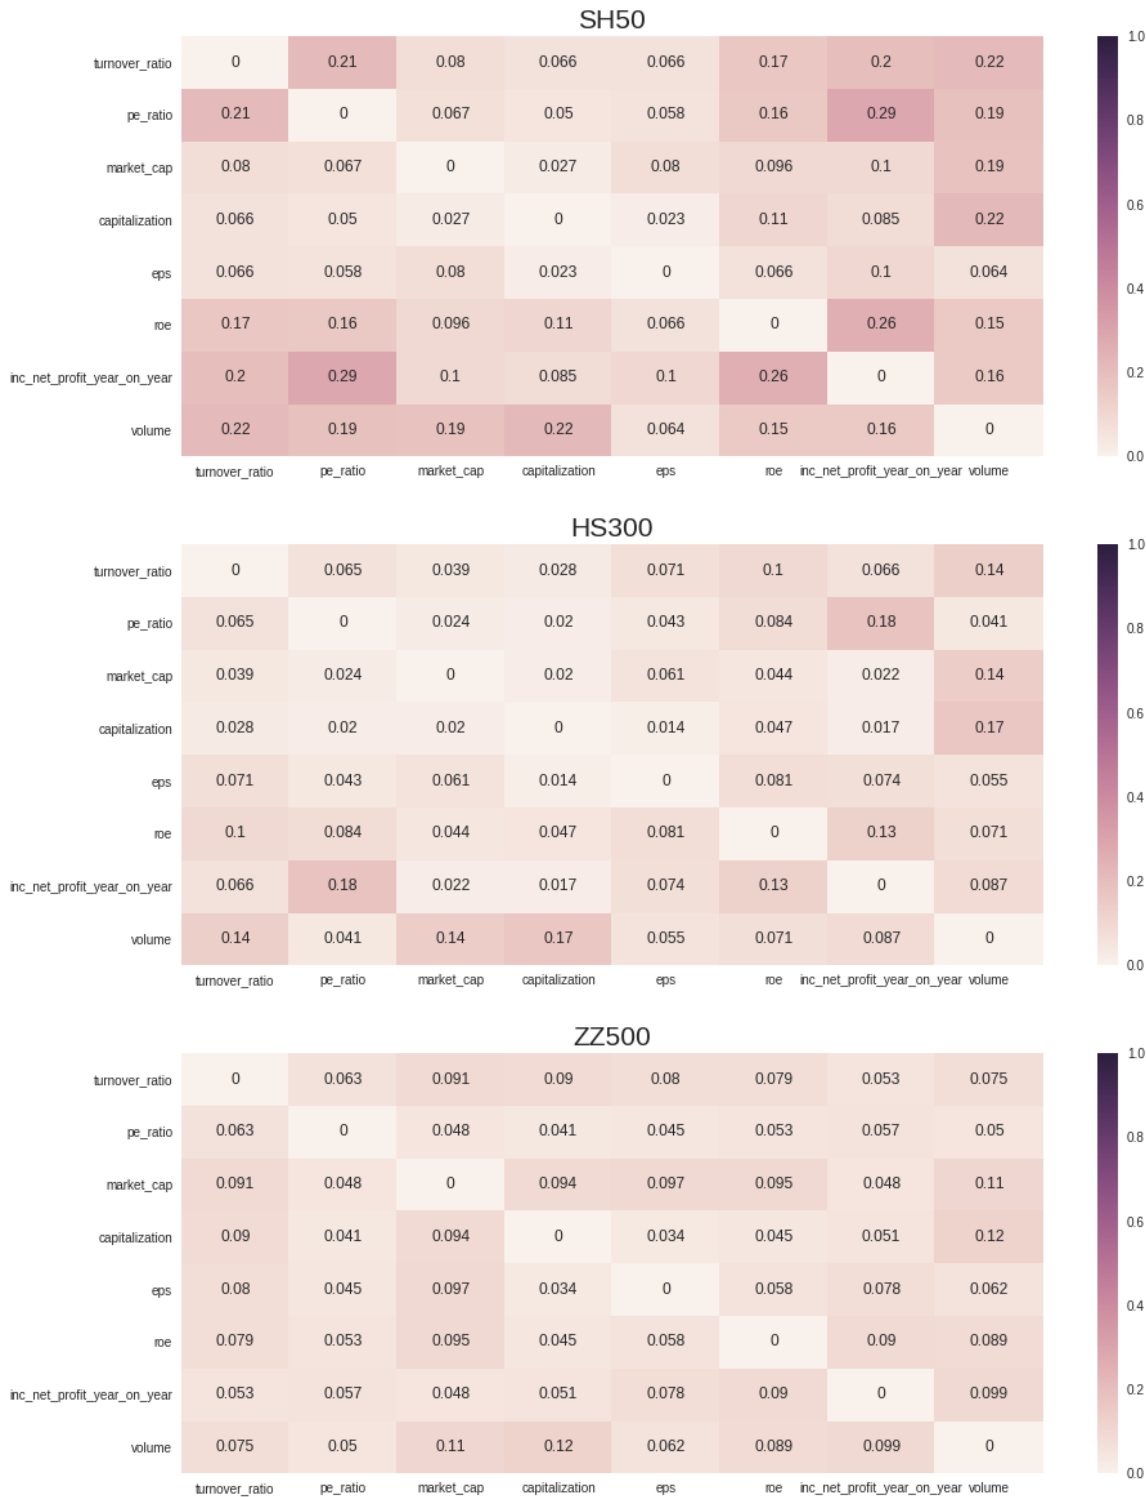 SH50
turnover_ratio 0 0.21 0.08 0.066 0.066 0.17 0.2 0.22
pe_ratio 0.21 0 0.067 0.05 0.058 0.16 0.29 0.19
market_cap 0.08 0.067 0 0.027 0.08 0.096 0.1 0.19
capitalization 0.066 0.05 0.027 0 0.023 0.11 0.085 0.22
eps 0.066 0.058 0.08 0.023 0 0.066 0.1 0.064
roe 0.17 0.16 0.096 0.11 0.066 0 0.26 0.15
inc_net_profit_year_on_year 0.2 0.29 0.1 0.085 0.1 0.26 0 0.16
volume 0.22 0.19 0.19 0.22 0.064 0.15 0.16 0
turnover_ratio pe_ratio market_cap capitalization eps roe inc_net_profit_year_on_year volume
1.0
0.8
0.6
0.4
0.2
0.0
HS300
turnover_ratio 0 0.065 0.039 0.028 0.071 0.1 0.066 0.14
pe_ratio 0.065 0 0.024 0.02 0.043 0.084 0.18 0.041
market_cap 0.039 0.024 0 0.02 0.061 0.044 0.022 0.14
capitalization 0.028 0.02 0.02 0 0.014 0.047 0.017 0.17
eps 0.071 0.043 0.061 0.014 0 0.081 0.074 0.055
roe 0.1 0.084 0.044 0.047 0.081 0 0.13 0.071
inc_net_profit_year_on_year 0.066 0.18 0.022 0.017 0.074 0.13 0 0.087
volume 0.14 0.041 0.14 0.17 0.055 0.071 0.087 0
turnover_ratio pe_ratio market_cap capitalization eps roe inc_net_profit_year_on_year volume
1.0
0.8
0.6
0.4
0.2
0.0
ZZ500
turnover_ratio 0 0.063 0.091 0.09 0.08 0.079 0.053 0.075
pe_ratio 0.063 0 0.048 0.041 0.045 0.053 0.057 0.05
market_cap 0.091 0.048 0 0.094 0.097 0.095 0.048 0.11
capitalization 0.09 0.041 0.094 0 0.034 0.045 0.051 0.12
eps 0.08 0.045 0.097 0.034 0 0.058 0.078 0.062
roe 0.079 0.053 0.095 0.045 0.058 0 0.09 0.089
inc_net_profit_year_on_year 0.053 0.057 0.048 0.051 0.078 0.09 0 0.099
volume 0.075 0.05 0.11 0.12 0.062 0.089 0.099 0
turnover_ratio pe_ratio market_cap capitalization eps roe inc_net_profit_year_on_year volume
1.0
0.8
0.6
0.4
0.2
0.0